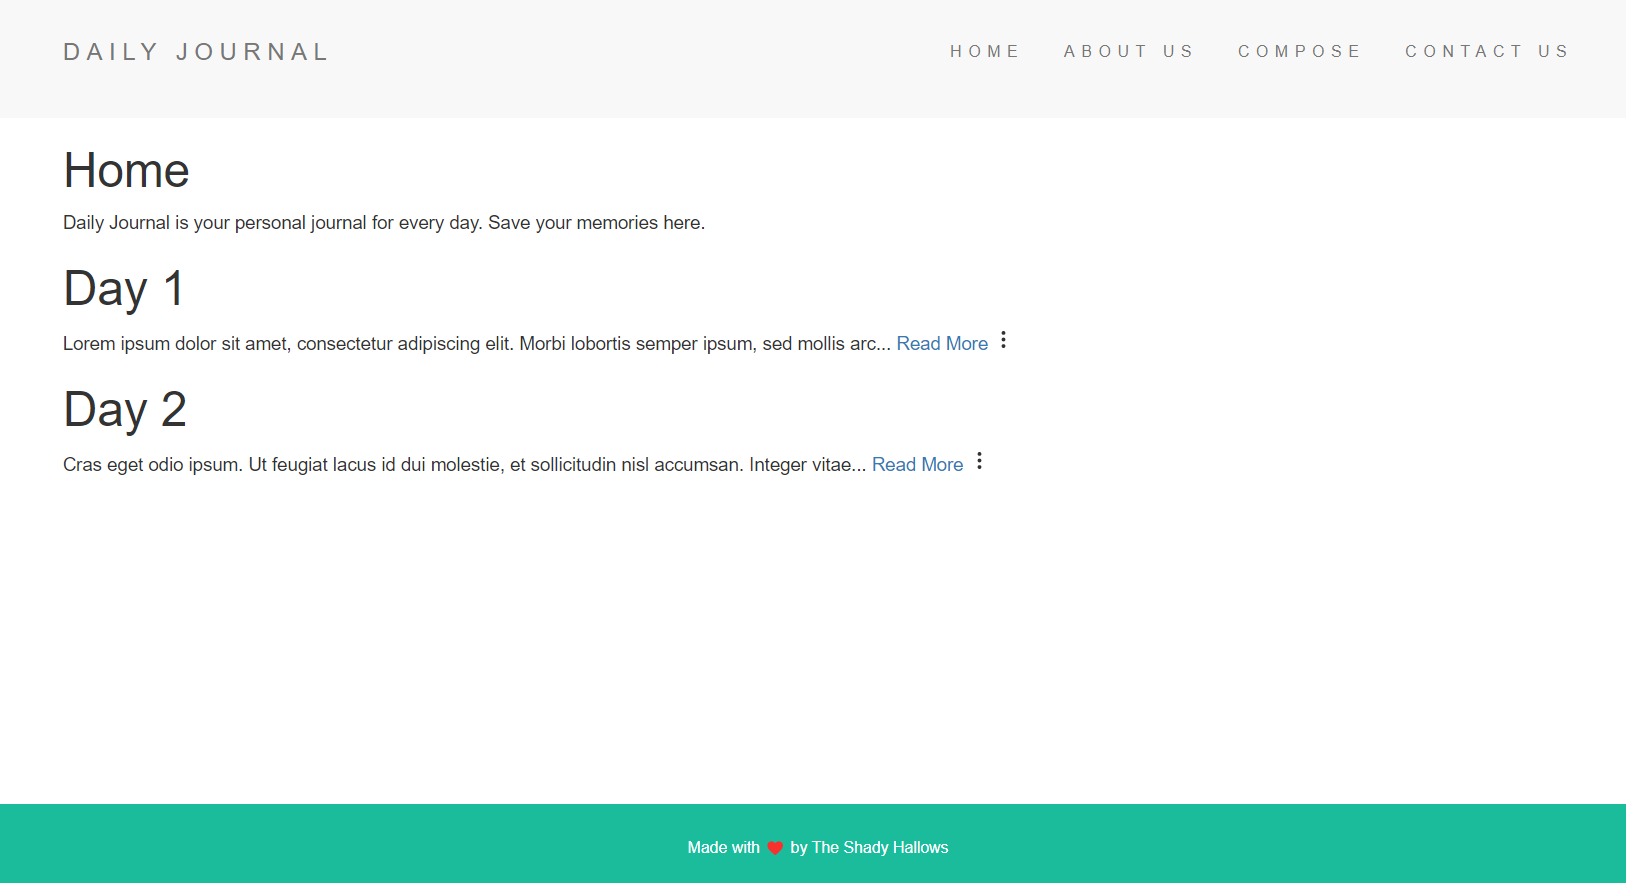 DAILY JOURNAL
HOME ABOUT US COMPOSE CONTACT US
Home
Daily Journal is your personal journal for every day. Save your memories here.
Day 1
Lorem ipsum dolor sit amet, consectetur adipiscing elit. Morbi lobortis semper ipsum, sed mollis arc... Read More
Day 2
Cras eget odio ipsum. Ut feugiat lacus id dui molestie, et sollicitudin nisl accumsan. Integer vitae... Read More
Made with ❤ by The Shady Hallows